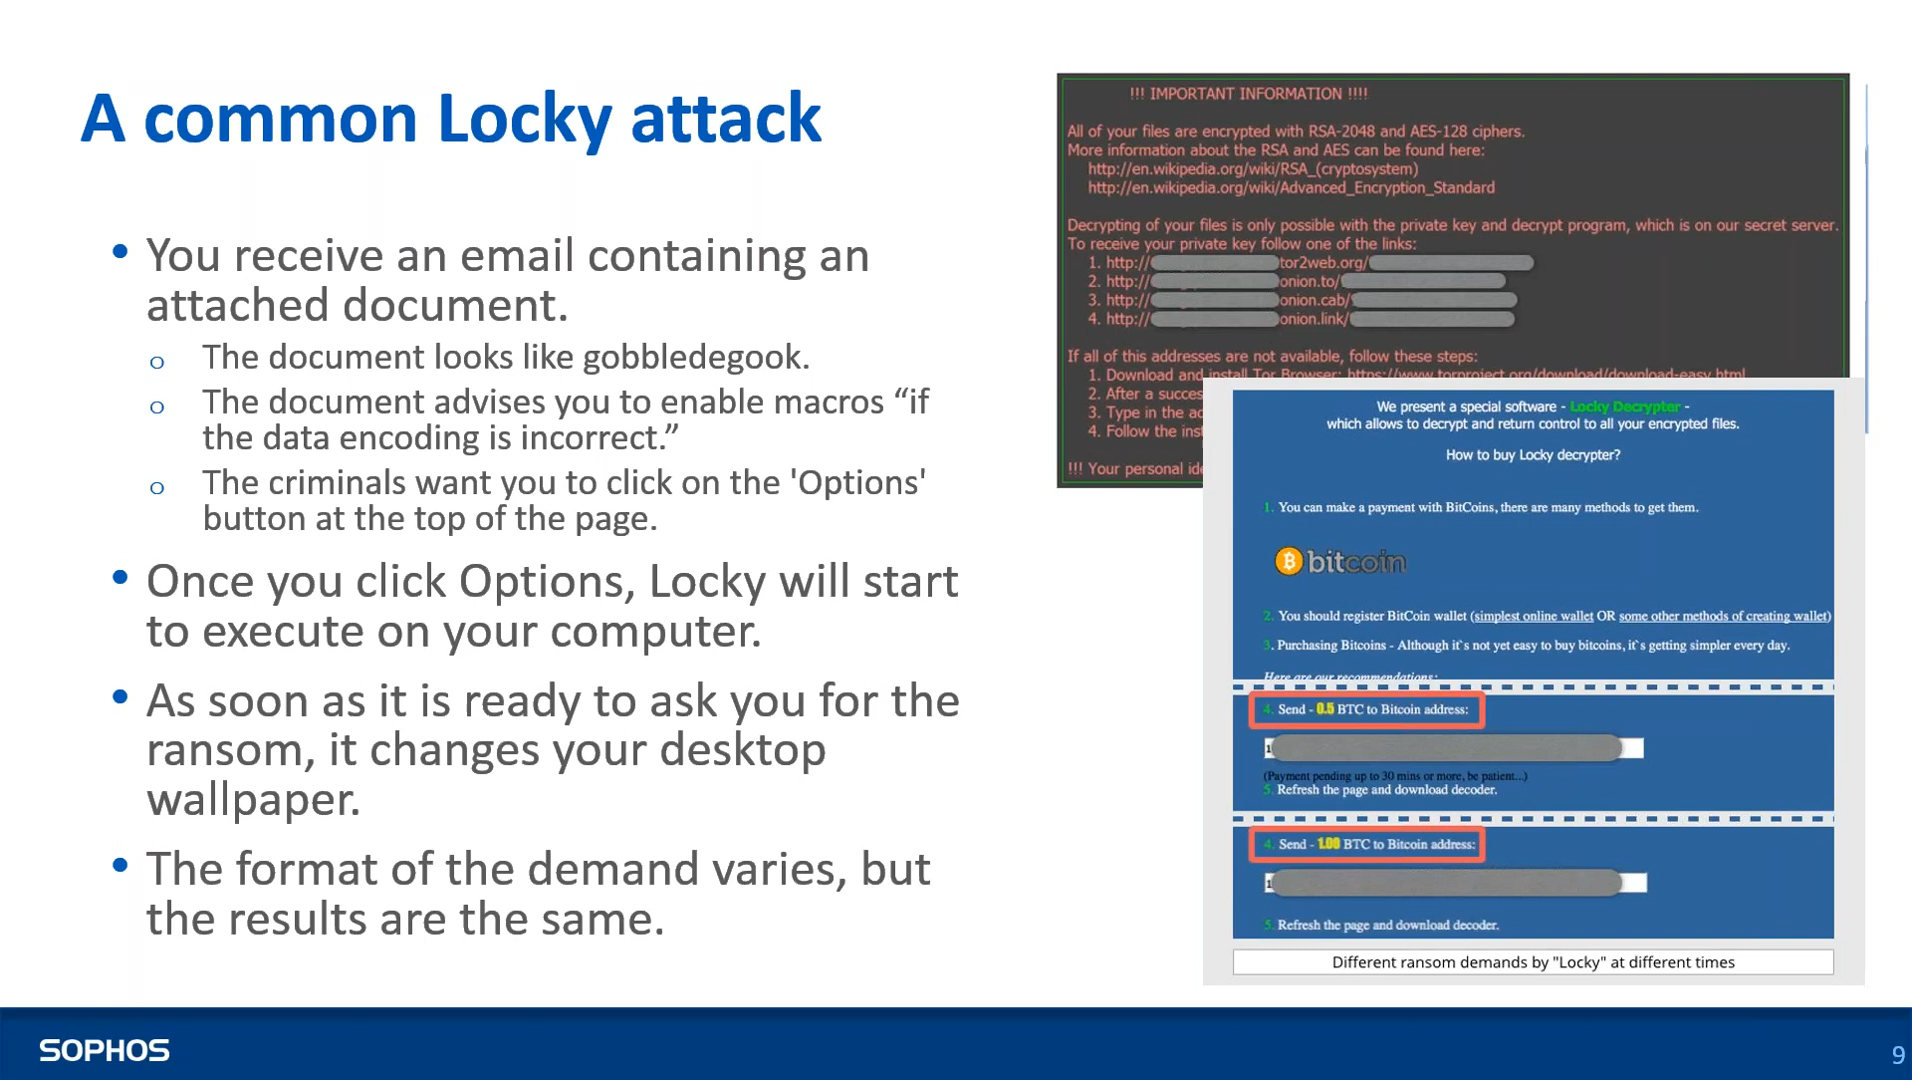 A common Locky attack
• You receive an email containing an
attached document.
o The document looks like gobbledegook.
o The document advises you to enable macros “if
the data encoding is incorrect.”
o The criminals want you to click on the 'Options'
button at the top of the page.
• Once you click Options, Locky will start
to execute on your computer.
• As soon as it is ready to ask you for the
ransom, it changes your desktop
wallpaper.
• The format of the demand varies, but
the results are the same.
!!! IMPORTANT INFORMATION !!!!
All of your files are encrypted with RSA-2048 and AES-128 ciphers.
More information about the RSA and AES can be found here:
http://en.wikipedia.org/wiki/RSA_(cryptosystem)
http://en.wikipedia.org/wiki/Advanced_Encryption_Standard
Decrypting of your files is only possible with the private key and decrypt program, which is on our secret server.
To receive your private key follow one of the links:
1. http:// tor2web.org/
2. http:// onion.to/
3. http:// onion.cab/
4. http:// onion.link/
If all of this addresses are not available, follow these steps:
1. Download and install Tor Browser: https://www.torproject.org/download/download-easy.html
2. After a
3. Type in the
4. Follow the
!!! Your personal
We present a special software - Locky Decrypter -
which allows to decrypt and return control to all your encrypted files.
How to buy Locky decrypter?
1. You can make a payment with BitCoins, there are many methods to get them.
bitcoin
2. You should register BitCoin wallet (simplest online wallet OR some other methods of creating wallet)
3. Purchasing Bitcoins - Although it`s not yet easy to buy bitcoins, it`s getting simpler every day.
Here are our recommendations:
4. Send - 0.5 BTC to Bitcoin address:
1
(Payment pending up to 30 mins or more, be patient...)
5. Refresh the page and download decoder.
4. Send - 1.00 BTC to Bitcoin address:
1
5. Refresh the page and download decoder.
Different ransom demands by "Locky" at different times
SOPHOS
9